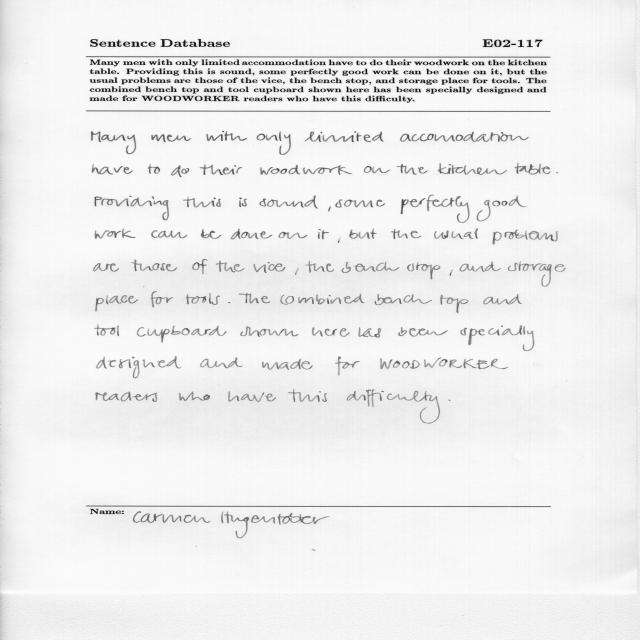 Sentence Database E02-117
Many men with only limited accommodation have to do their woodwork on the kitchen
table. Providing this is sound, some perfectly good work can be done on it, but the
usual problems are those of the vice, the bench stop, and storage place for tools. The
combined bench top and tool cupboard shown here has been specially designed and
made for WOODWORKER readers who have this difficulty.
Many men with only limited accomodation
have to do their woodwork on the kitchen table.
Providing this is sound, some perfectly good
work can be done on it, but the usual problems
are those of the vice, the bench stop, and storage
place for tools. The combined bench top and
tool cupboard shown here has been specially
designed and made for WOODWORKER
readers who have this difficulty.
Name: Carmen Hugentobler